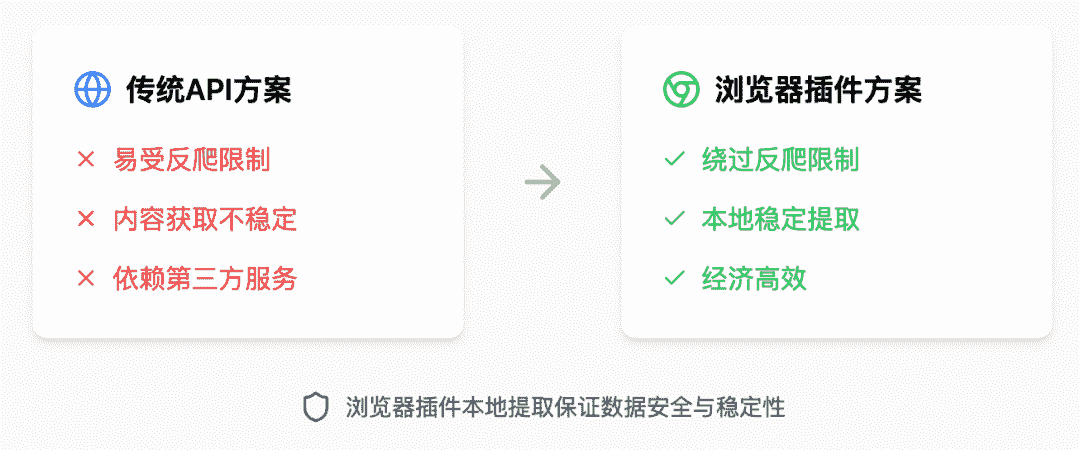 传统API方案
易受反爬限制
内容获取不稳定
依赖第三方服务
浏览器插件方案
绕过反爬限制
本地稳定提取
经济高效
浏览器插件本地提取保证数据安全与稳定性